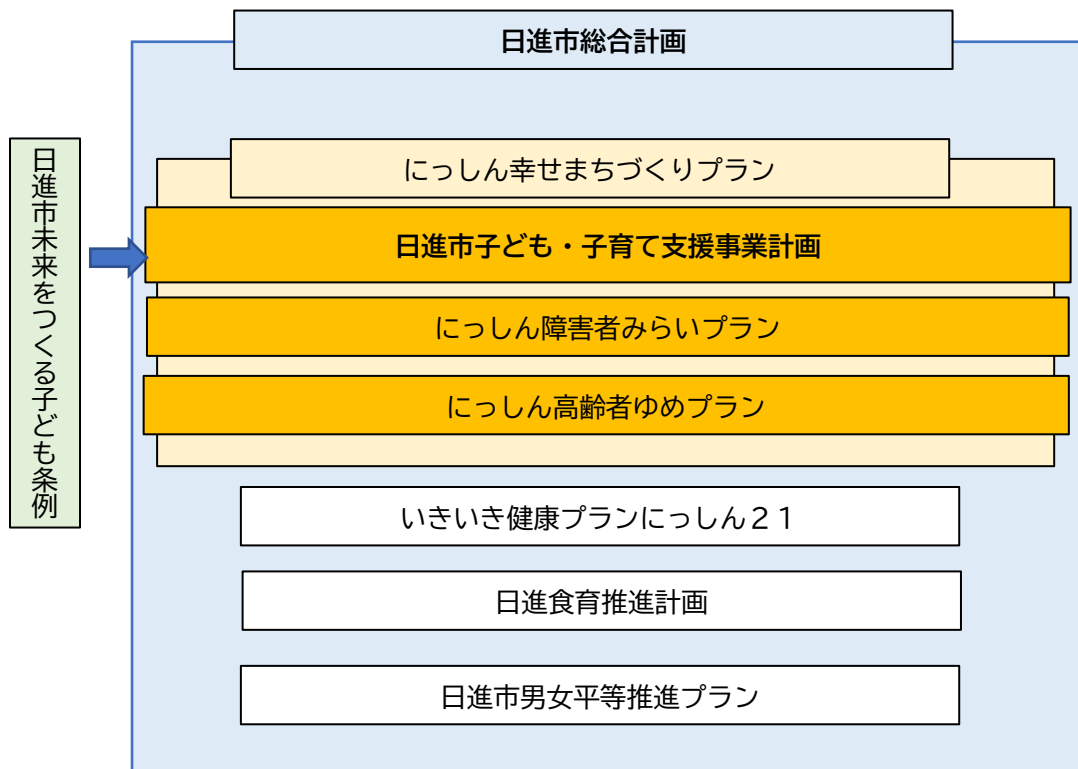 日進市総合計画
日進市未来をつくる子ども条例
にっしん幸せまちづくりプラン
日進市子ども・子育て支援事業計画
にっしん障害者みらいプラン
にっしん高齢者ゆめプラン
いきいき健康プランにっしん２１
日進食育推進計画
日進市男女平等推進プラン